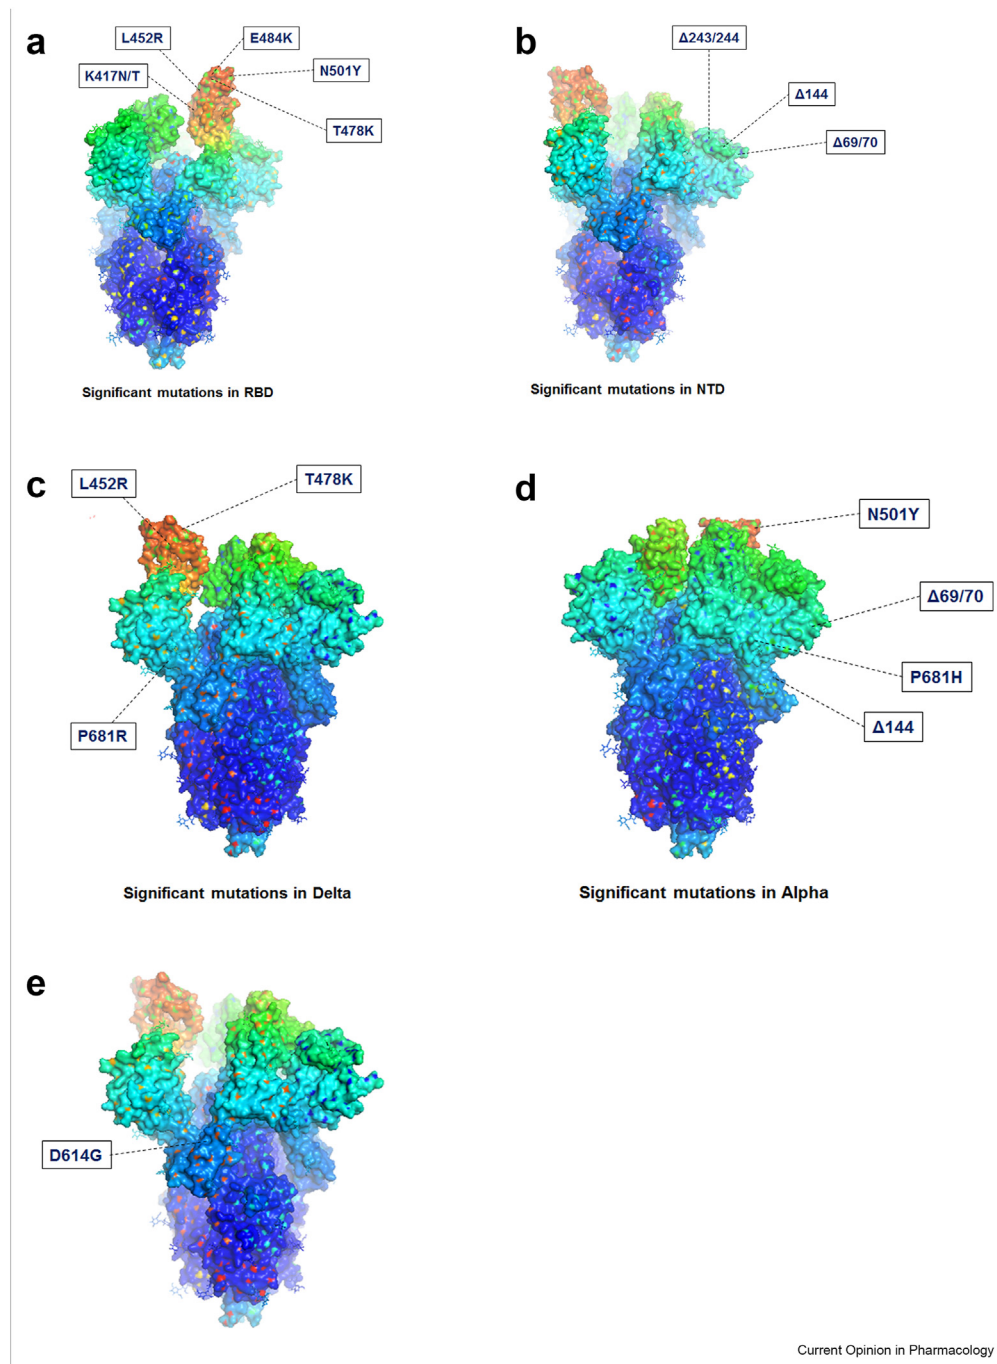 a
L452R
E484K
K417N/T
N501Y
T478K
Significant mutations in RBD
b
Δ243/244
Δ144
Δ69/70
Significant mutations in NTD
c
L452R
T478K
P681R
Significant mutations in Delta
d
N501Y
Δ69/70
P681H
Δ144
Significant mutations in Alpha
e
D614G
Current Opinion in Pharmacology